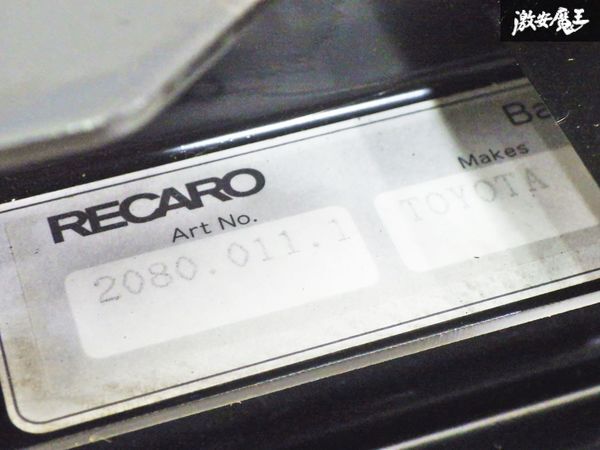 激安魔王
Ba
RECARO
Art No.
Makes
2080.011.1
TOYOTA